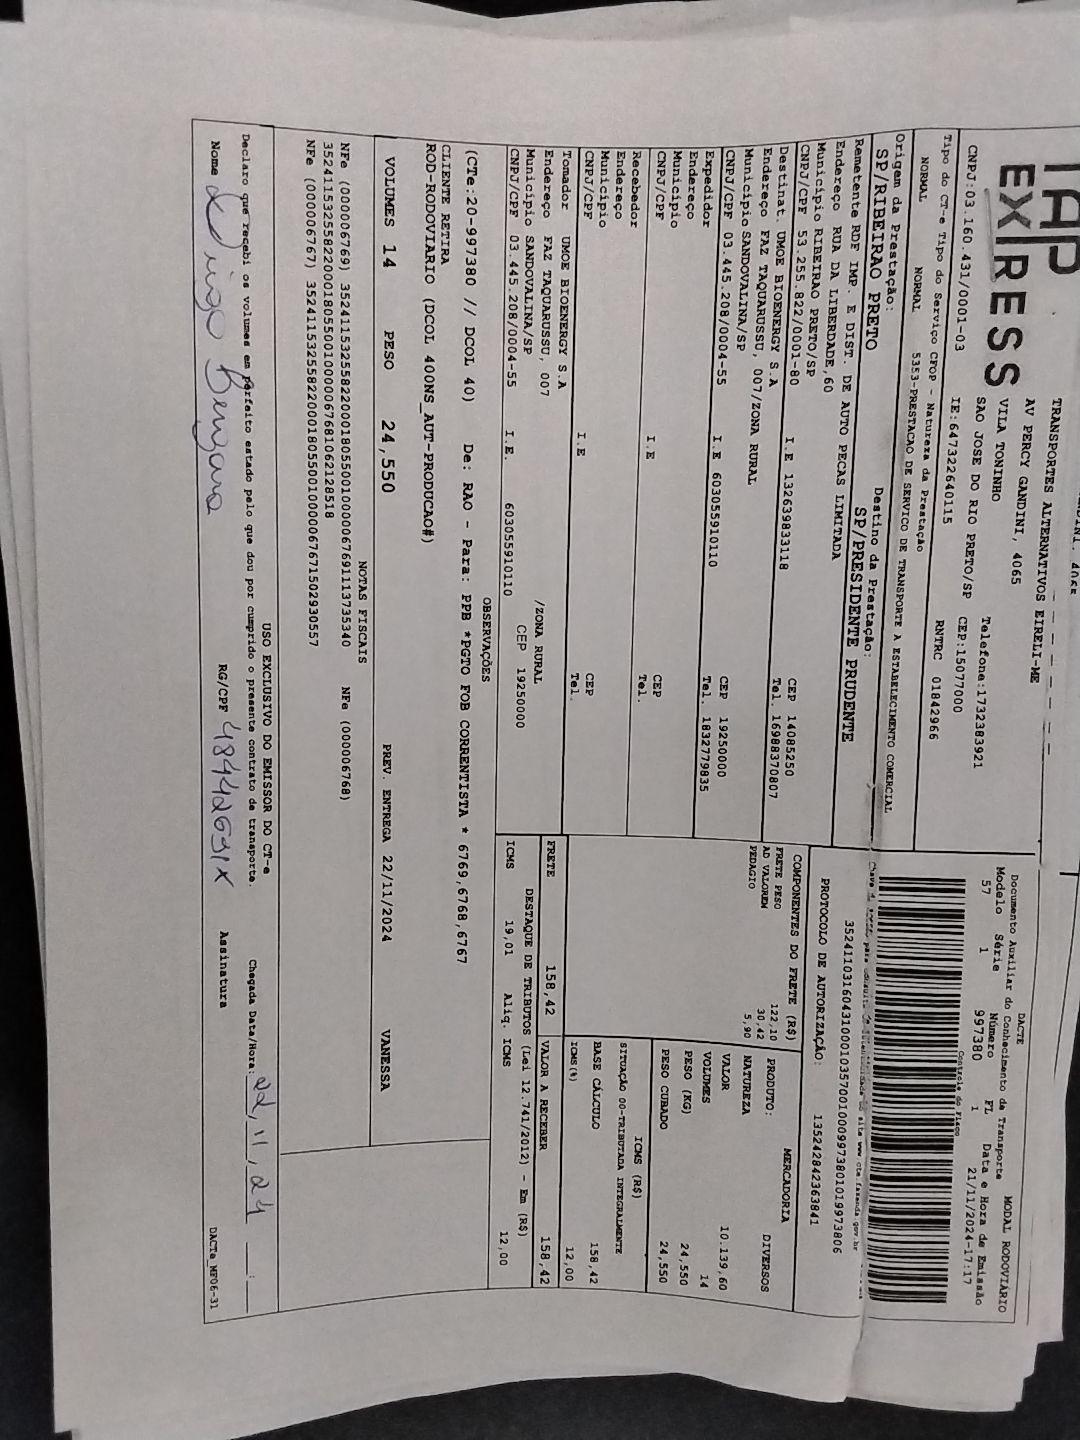 TAP
EXPRESS
TRANSPORTES ALTERNATIVOS EIRELI-ME
AV PERCY GANDINI, 4065
VILA TONINHO
SAO JOSE DO RIO PRETO/SP CEP:15077000
Telefone:1732383921
CNPJ:03.160.431/0001-03 IE:647322640115 RNTRC 01842966
DACTE MODAL RODOVIÁRIO
Documento Auxiliar do Conhecimento de Transporte
Modelo Série Número FL Data e Hora de Emissão
57 1 997380 1 21/11/2024-17:17
Controle do Fisco
35241103160431000103570010009973801019973806
PROTOCOLO DE AUTORIZAÇÃO: 135242842363841
Tipo do CT-e Tipo do Serviço CFOP - Natureza da Prestação
NORMAL NORMAL 5353-PRESTACAO DE SERVICO DE TRANSPORTE A ESTABELECIMENTO COMERCIAL
Origem da Prestação: Destino da Prestação:
SP/RIBEIRAO PRETO SP/PRESIDENTE PRUDENTE
Remetente RDF IMP. E DIST. DE AUTO PECAS LIMITADA
Endereço RUA DA LIBERDADE,60
Município RIBEIRAO PRETO/SP CEP 14085250
CNPJ/CPF 53.255.822/0001-80 I.E 132639833118 Tel. 16988370807
Destinat. UMOE BIOENERGY S.A
Endereço FAZ TAQUARUSSU, 007/ZONA RURAL
Município SANDOVALINA/SP CEP 19250000
CNPJ/CPF 03.445.208/0004-55 I.E 603055910110 Tel. 1832779835
Expedidor
Endereço
Município CEP
CNPJ/CPF I.E Tel.
Recebedor
Endereço
Município CEP
CNPJ/CPF I.E Tel.
Tomador UMOE BIOENERGY S.A
Endereço FAZ TAQUARUSSU, 007 /ZONA RURAL
Município SANDOVALINA/SP CEP 19250000
CNPJ/CPF 03.445.208/0004-55 I.E. 603055910110
COMPONENTES DO FRETE (R$)
FRETE PESO 122,10
AD VALOREM 30,42
PEDAGIO 5,90
MERCADORIA
PRODUTO: DIVERSOS
NATUREZA
VALOR 10.139,60
VOLUMES 14
PESO (KG) 24,550
PESO CUBADO 24,550
ICMS (R$)
SITUAÇÃO 00-TRIBUTADA INTEGRALMENTE
BASE CÁLCULO 158,42
ICMS(%) 12,00
FRETE 158,42 VALOR A RECEBER 158,42
DESTAQUE DE TRIBUTOS (Lei 12.741/2012) - Em (R$)
ICMS 19,01 Aliq. ICMS 12,00
OBSERVAÇÕES
(CTe:20-997380 // DCOL 40) De: RAO - Para: PPB *PGTO FOB CORRENTISTA * 6769,6768,6767
CLIENTE RETIRA
ROD-RODOVIARIO (DCOL 400NS_AUT-PRODUCAO#)
VOLUMES 14 PESO 24,550 PREV. ENTREGA 22/11/2024 VANESSA
NOTAS FISCAIS
NFe (000006769) 35241153255822000180550010000067691113735340 NFe (000006768)
35241153255822000180550010000067681062128518
NFe (000006767) 35241153255822000180550010000067671502930557
USO EXCLUSIVO DO EMISSOR DO CT-e
Declaro que recebi os volumes em perfeito estado pelo que dou por cumprido o presente contrato de transporte. Chegada Data/Hora: 22, 11, 24 __:__
Nome RG/CPF 48442631X Assinatura
DACTe_MF06-31